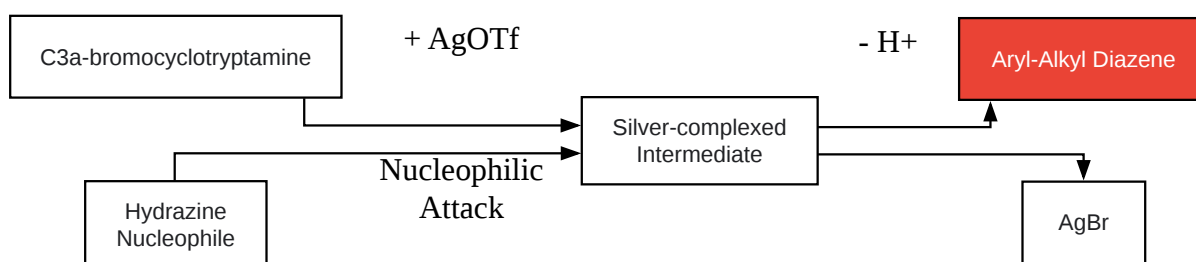 C3a-bromocyclotryptamine
+ AgOTf
- H+
Aryl-Alkyl Diazene
Silver-complexed
Intermediate
Nucleophilic
Attack
Hydrazine
Nucleophile
AgBr